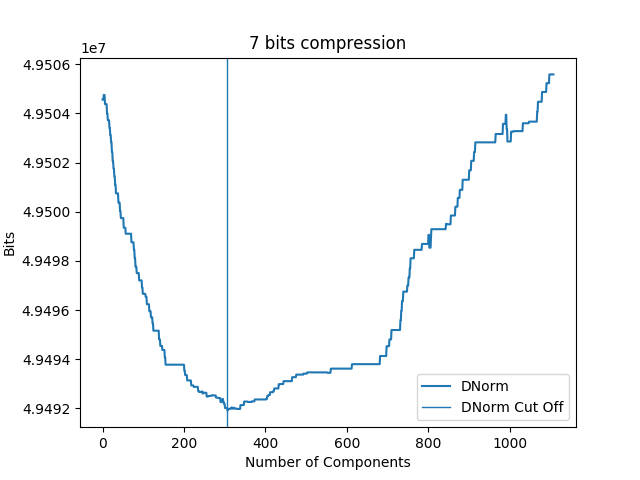 7 bits compression
1e7
4.9506
4.9504
4.9502
4.9500
4.9498
4.9496
4.9494
4.9492
Bits
0 200 400 600 800 1000
Number of Components
DNorm
DNorm Cut Off